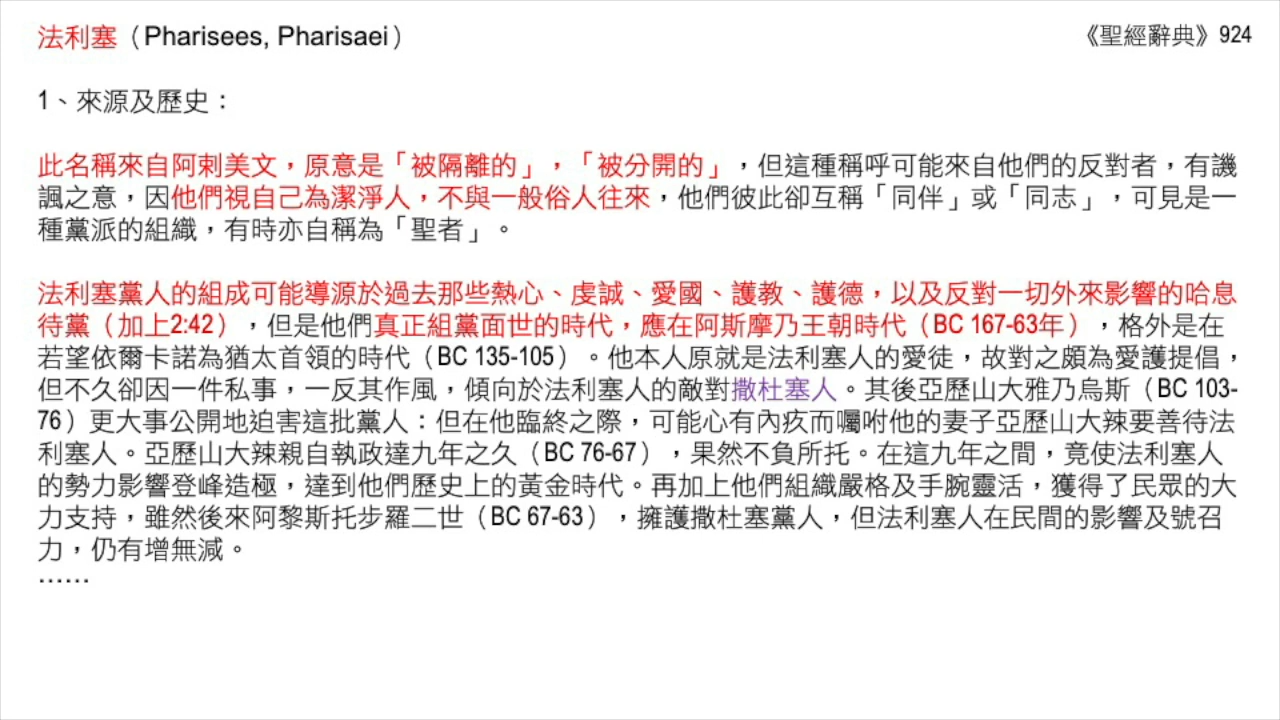 法利塞（Pharisees, Pharisaei）
《聖經辭典》924
1、來源及歷史：
此名稱來自阿剌美文，原意是「被隔離的」，「被分開的」，但這種稱呼可能來自他們的反對者，有譏
諷之意，因他們視自己為潔淨人，不與一般俗人往來，他們彼此卻互稱「同伴」或「同志」，可見是一
種黨派的組織，有時亦自稱為「聖者」。
法利塞黨人的組成可能導源於過去那些熱心、虔誠、愛國、護教、護德，以及反對一切外來影響的哈息
待黨（加上2:42），但是他們真正組黨面世的時代，應在阿斯摩乃王朝時代（BC 167-63年），格外是在
若望依爾卡諾為猶太首領的時代（BC 135-105）。他本人原就是法利塞人的愛徒，故對之頗為愛護提倡，
但不久卻因一件私事，一反其作風，傾向於法利塞人的敵對撒杜塞人。其後亞歷山大雅乃烏斯（BC 103-
76）更大事公開地迫害這批黨人：但在他臨終之際，可能心有內疚而囑咐他的妻子亞歷山大辣要善待法
利塞人。亞歷山大辣親自執政達九年之久（BC 76-67），果然不負所托。在這九年之間，竟使法利塞人
的勢力影響登峰造極，達到他們歷史上的黃金時代。再加上他們組織嚴格及手腕靈活，獲得了民眾的大
力支持，雖然後來阿黎斯托步羅二世（BC 67-63），擁護撒杜塞黨人，但法利塞人在民間的影響及號召
力，仍有增無減。
……